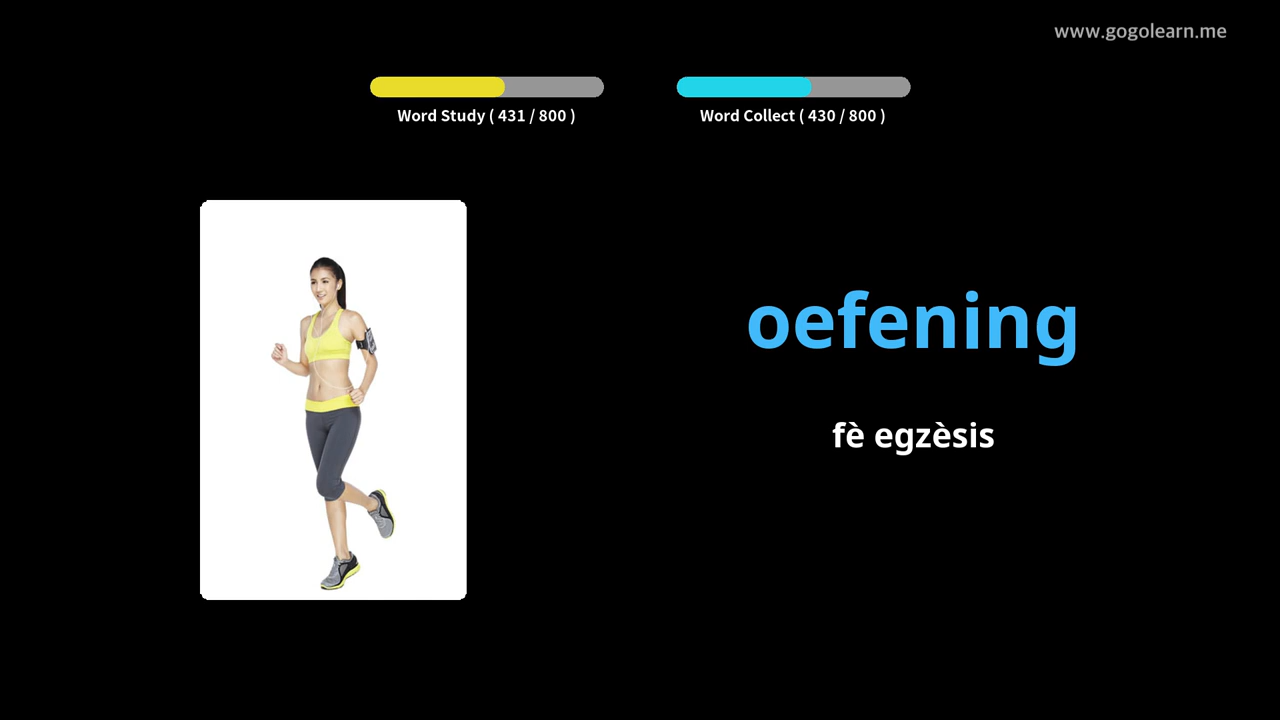 www.gogolearn.me
Word Study ( 431 / 800 )
Word Collect ( 430 / 800 )
oefening
fè egzèsis